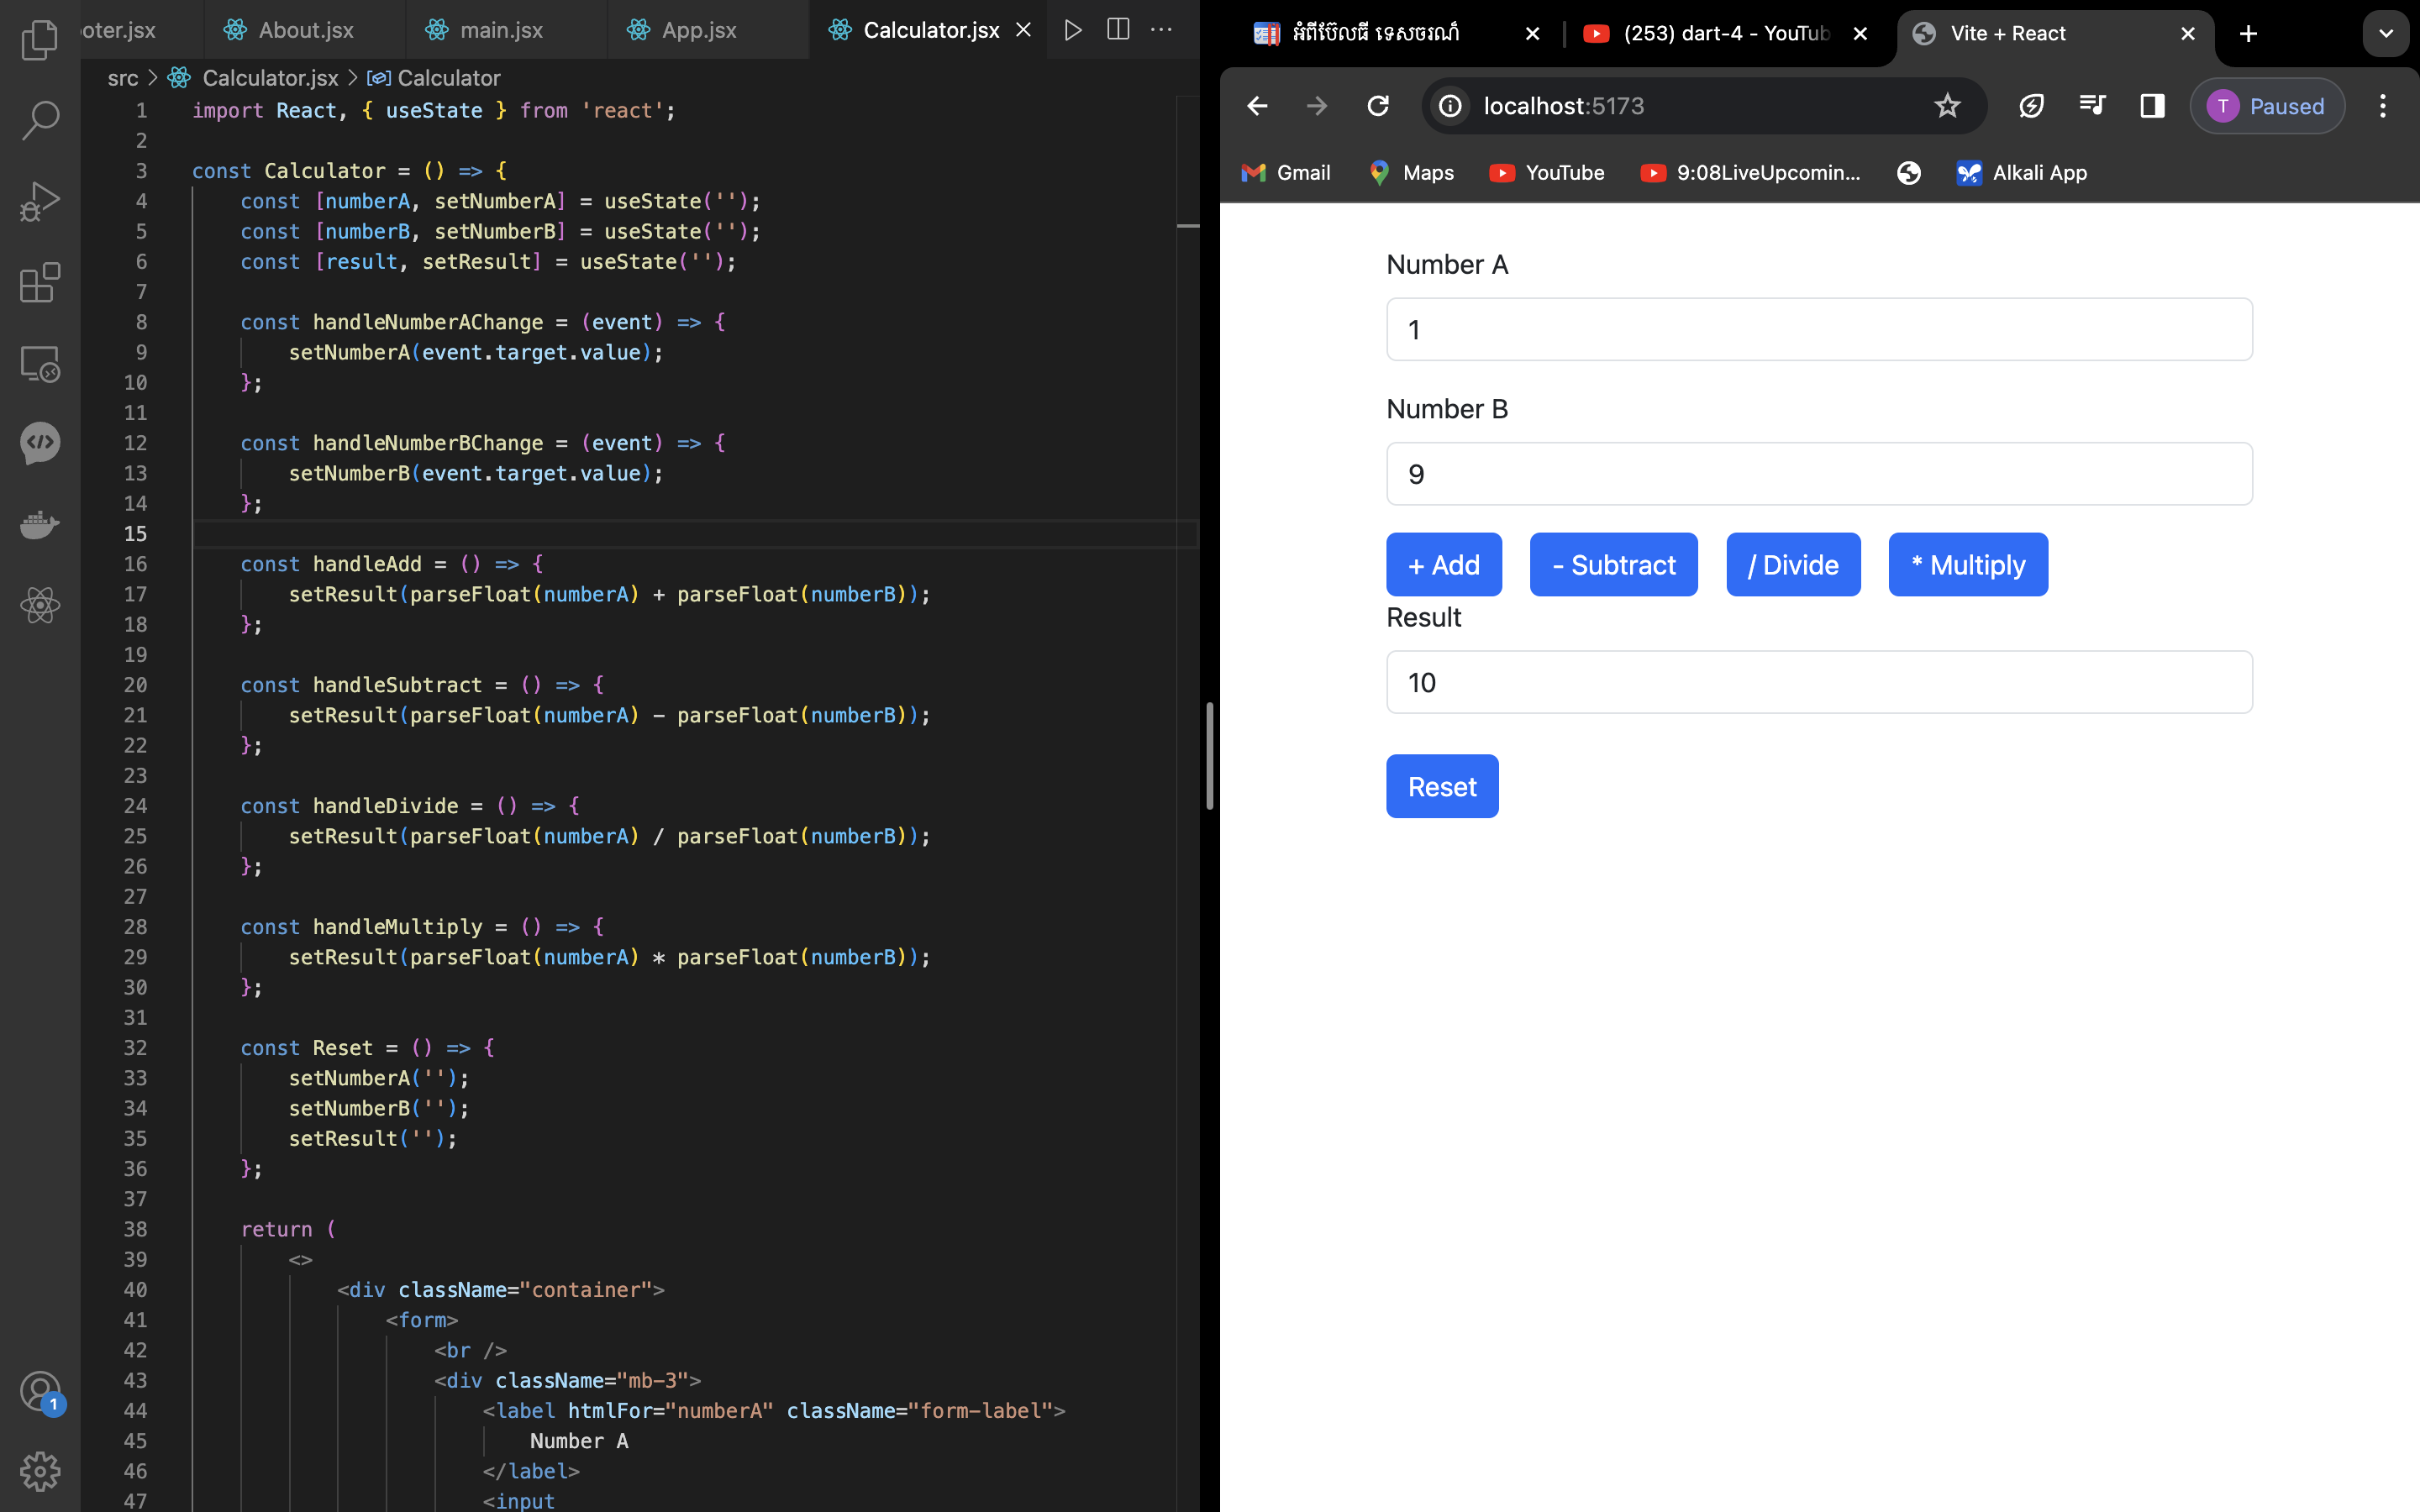 oter.jsx About.jsx main.jsx App.jsx Calculator.jsx
src > Calculator.jsx > Calculator
1 import React, { useState } from 'react';
2
3 const Calculator = () => {
4 const [numberA, setNumberA] = useState('');
5 const [numberB, setNumberB] = useState('');
6 const [result, setResult] = useState('');
7
8 const handleNumberAChange = (event) => {
9 setNumberA(event.target.value);
10 };
11
12 const handleNumberBChange = (event) => {
13 setNumberB(event.target.value);
14 };
15
16 const handleAdd = () => {
17 setResult(parseFloat(numberA) + parseFloat(numberB));
18 };
19
20 const handleSubtract = () => {
21 setResult(parseFloat(numberA) - parseFloat(numberB));
22 };
23
24 const handleDivide = () => {
25 setResult(parseFloat(numberA) / parseFloat(numberB));
26 };
27
28 const handleMultiply = () => {
29 setResult(parseFloat(numberA) * parseFloat(numberB));
30 };
31
32 const Reset = () => {
33 setNumberA('');
34 setNumberB('');
35 setResult('');
36 };
37
38 return (
39 <>
40 <div className="container">
41 <form>
42 <br />
43 <div className="mb-3">
44 <label htmlFor="numberA" className="form-label">
45 Number A
46 </label>
47 <input
1
អំពីប៊ែលធី ទេសចរណ៍ (253) dart-4 - YouTub Vite + React
localhost:5173 T Paused
Gmail Maps YouTube 9:08LiveUpcomin... Alkali App
Number A
1
Number B
9
+ Add - Subtract / Divide * Multiply
Result
10
Reset